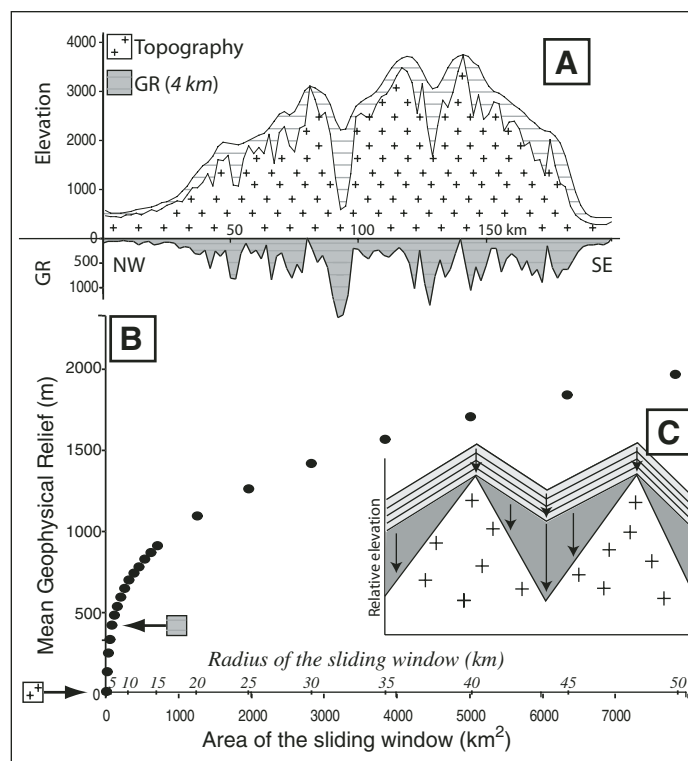 4000
Topography
A
GR (4 km)
3000
Elevation
2000
1000
0
50
100
150 km
0
500
1000
GR
NW
SE
B
2000
C
Mean Geophysical Relief (m)
1500
1000
500
0
Relative elevation
Radius of the sliding window (km)
5 10 15 20 25 30 35 40 45 50
0 1000 2000 3000 4000 5000 6000 7000
Area of the sliding window (km²)